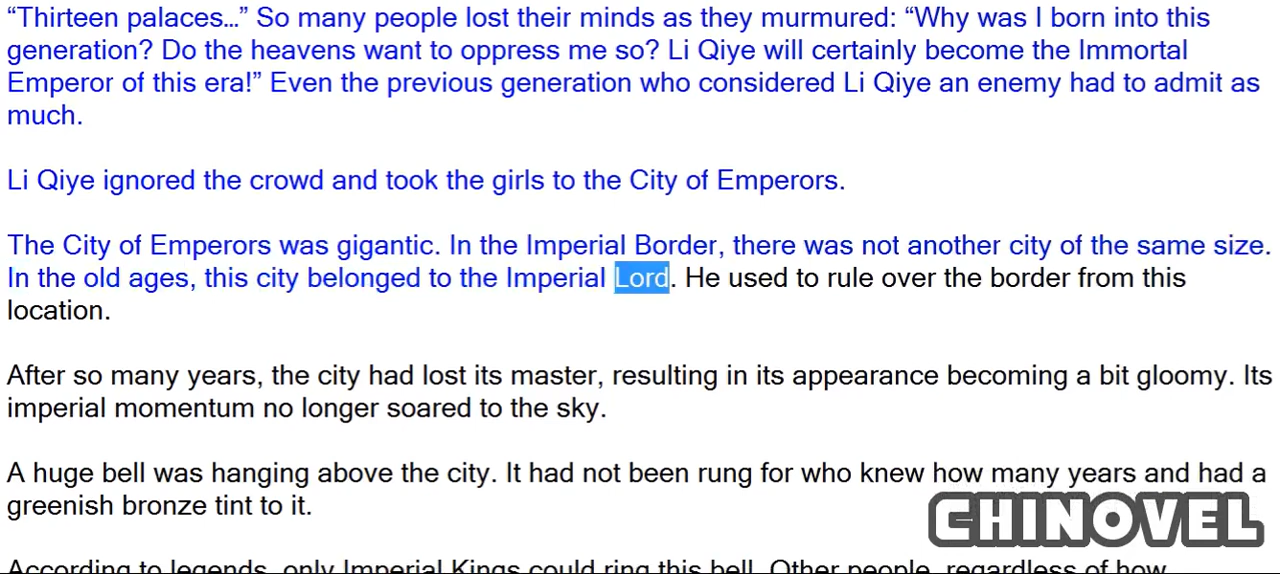 “Thirteen palaces…” So many people lost their minds as they murmured: “Why was I born into this
generation? Do the heavens want to oppress me so? Li Qiye will certainly become the Immortal
Emperor of this era!” Even the previous generation who considered Li Qiye an enemy had to admit as
much.
Li Qiye ignored the crowd and took the girls to the City of Emperors.
The City of Emperors was gigantic. In the Imperial Border, there was not another city of the same size.
In the old ages, this city belonged to the Imperial Lord. He used to rule over the border from this
location.
After so many years, the city had lost its master, resulting in its appearance becoming a bit gloomy. Its
imperial momentum no longer soared to the sky.
A huge bell was hanging above the city. It had not been rung for who knew how many years and had a
greenish bronze tint to it.
CHINOVEL
According to legends, only Imperial Kings could ring this bell. Other people, regardless of how